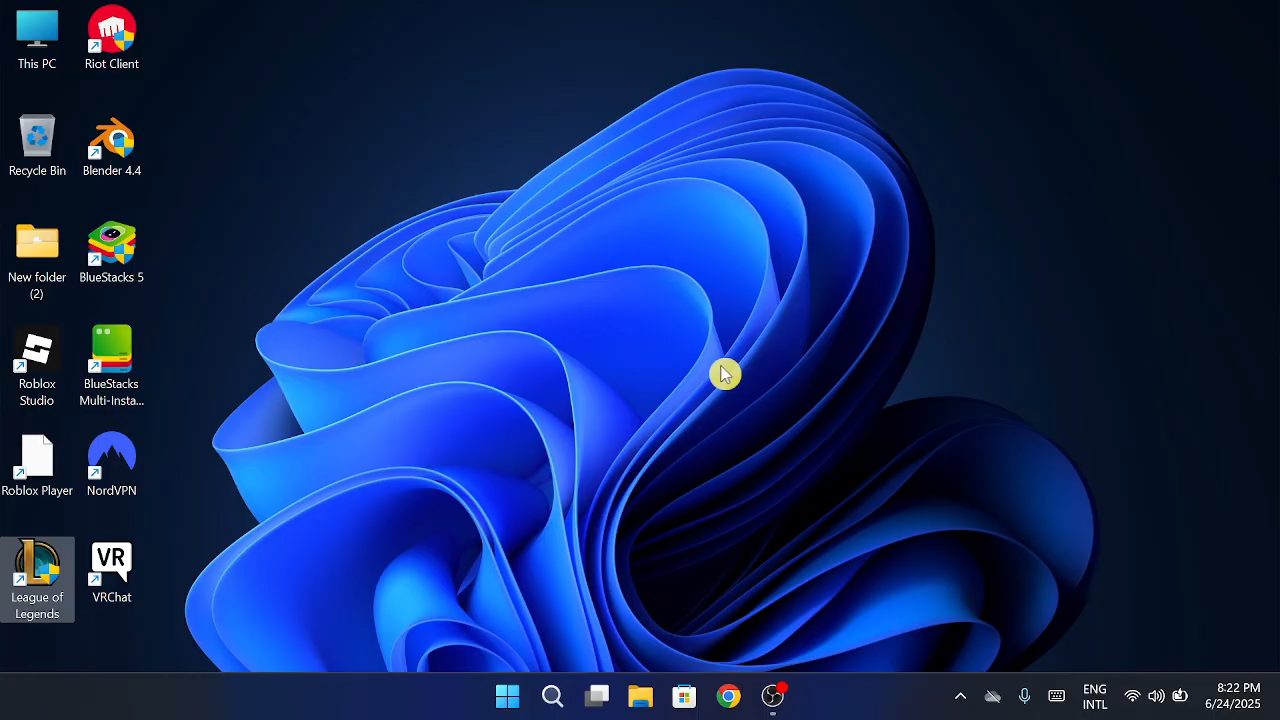 This PC
Riot Client
Recycle Bin
Blender 4.4
New folder
(2)
BlueStacks 5
Roblox
Studio
BlueStacks
Multi-Insta...
Roblox Player
NordVPN
League of
Legends
VR
VRChat
ENG
INTL
8:22 PM
6/24/2025